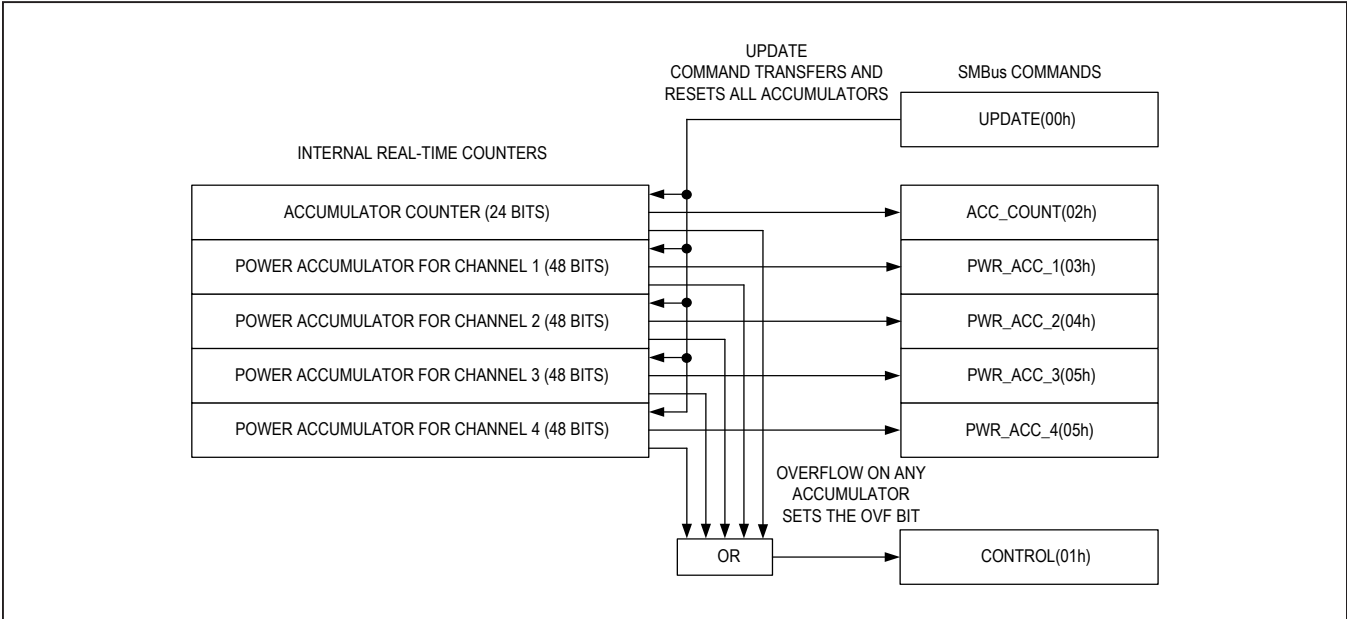 UPDATE
COMMAND TRANSFERS AND
RESETS ALL ACCUMULATORS
SMBus COMMANDS
UPDATE(00h)
INTERNAL REAL-TIME COUNTERS
ACCUMULATOR COUNTER (24 BITS)
ACC_COUNT(02h)
POWER ACCUMULATOR FOR CHANNEL 1 (48 BITS)
PWR_ACC_1(03h)
POWER ACCUMULATOR FOR CHANNEL 2 (48 BITS)
PWR_ACC_2(04h)
POWER ACCUMULATOR FOR CHANNEL 3 (48 BITS)
PWR_ACC_3(05h)
POWER ACCUMULATOR FOR CHANNEL 4 (48 BITS)
PWR_ACC_4(05h)
OVERFLOW ON ANY
ACCUMULATOR
SETS THE OVF BIT
OR
CONTROL(01h)